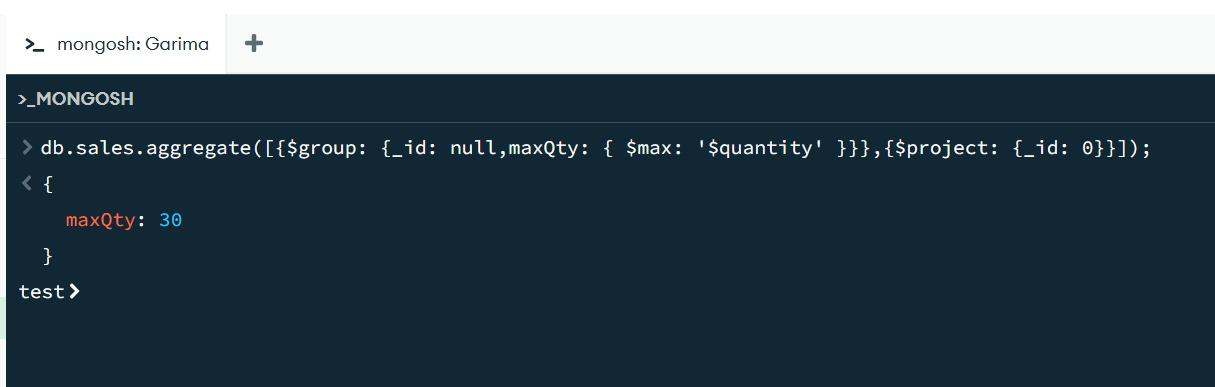 >_ mongosh: Garima +
>_MONGOSH
> db.sales.aggregate([{$group: {_id: null,maxQty: { $max: '$quantity' }}},{$project: {_id: 0}}]);
< {
maxQty: 30
}
test>